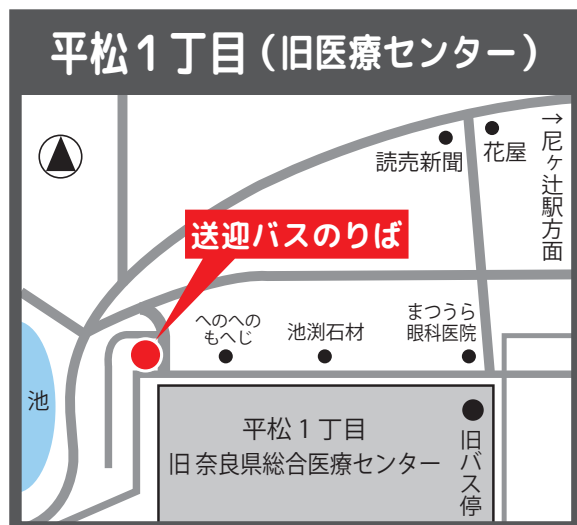 平松1丁目（旧医療センター）
読売新聞
花屋
→尼ヶ辻駅方面
送迎バスのりば
へのへの
もへじ
池渕石材
まつうら
眼科医院
池
平松1丁目
旧 奈良県総合医療センター
旧バス停